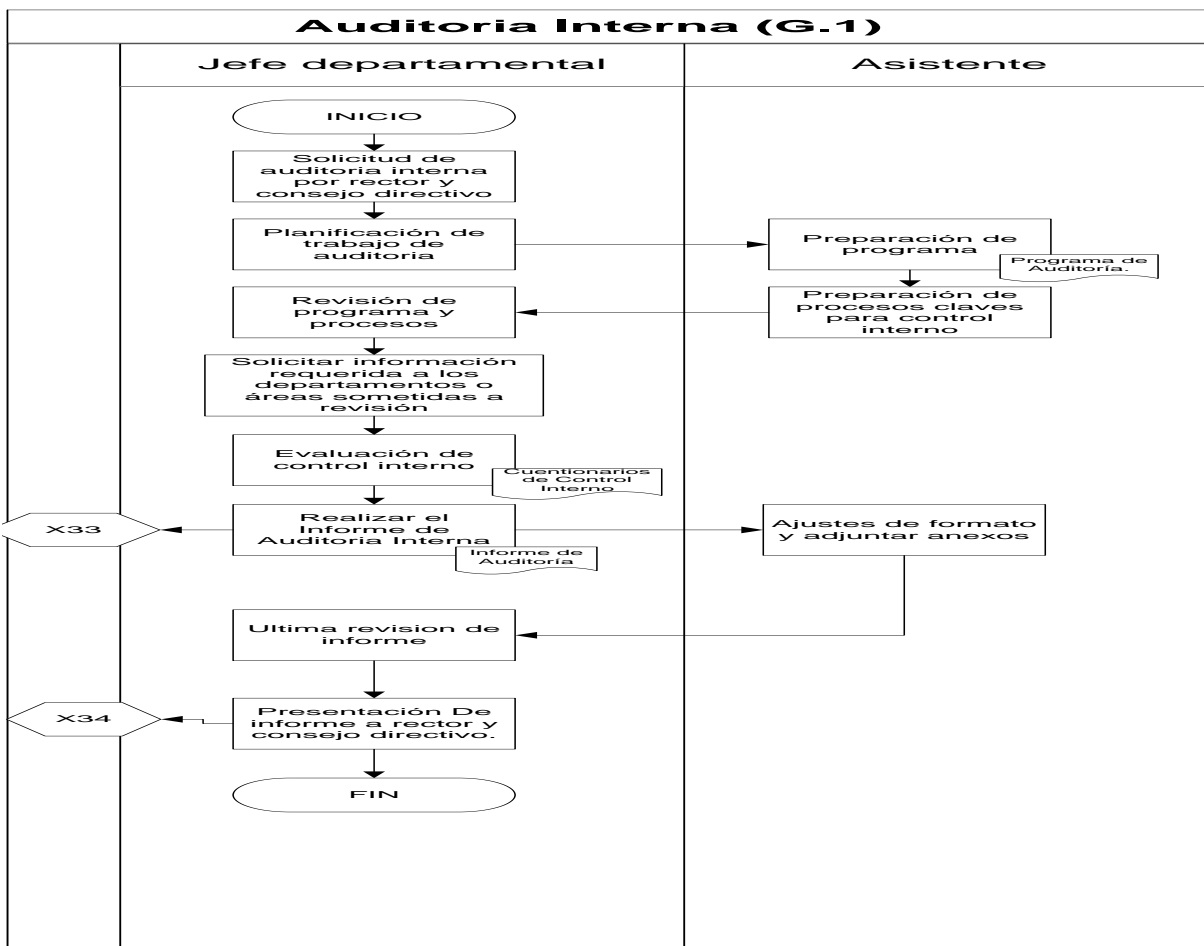 Auditoria Interna (G.1)
Jefe departamental
Asistente
INICIO
Solicitud de
auditoria interna
por rector y
consejo directivo
Planificación de
trabajo de
auditoria
Preparación de
programa
Programa de
Auditoría.
Revisión de
programa y
procesos
Preparación de
procesos claves
para control
interno
Solicitar información
requerida a los
departamentos o
áreas sometidas a
revisión
Evaluación de
control interno
Cuentionarios
de Control
Interno
X33
Realizar el
Informe de
Auditoria Interna
Informe de
Auditoría
Ajustes de formato
y adjuntar anexos
Ultima revision de
informe
X34
Presentación De
informe a rector y
consejo directivo.
FIN